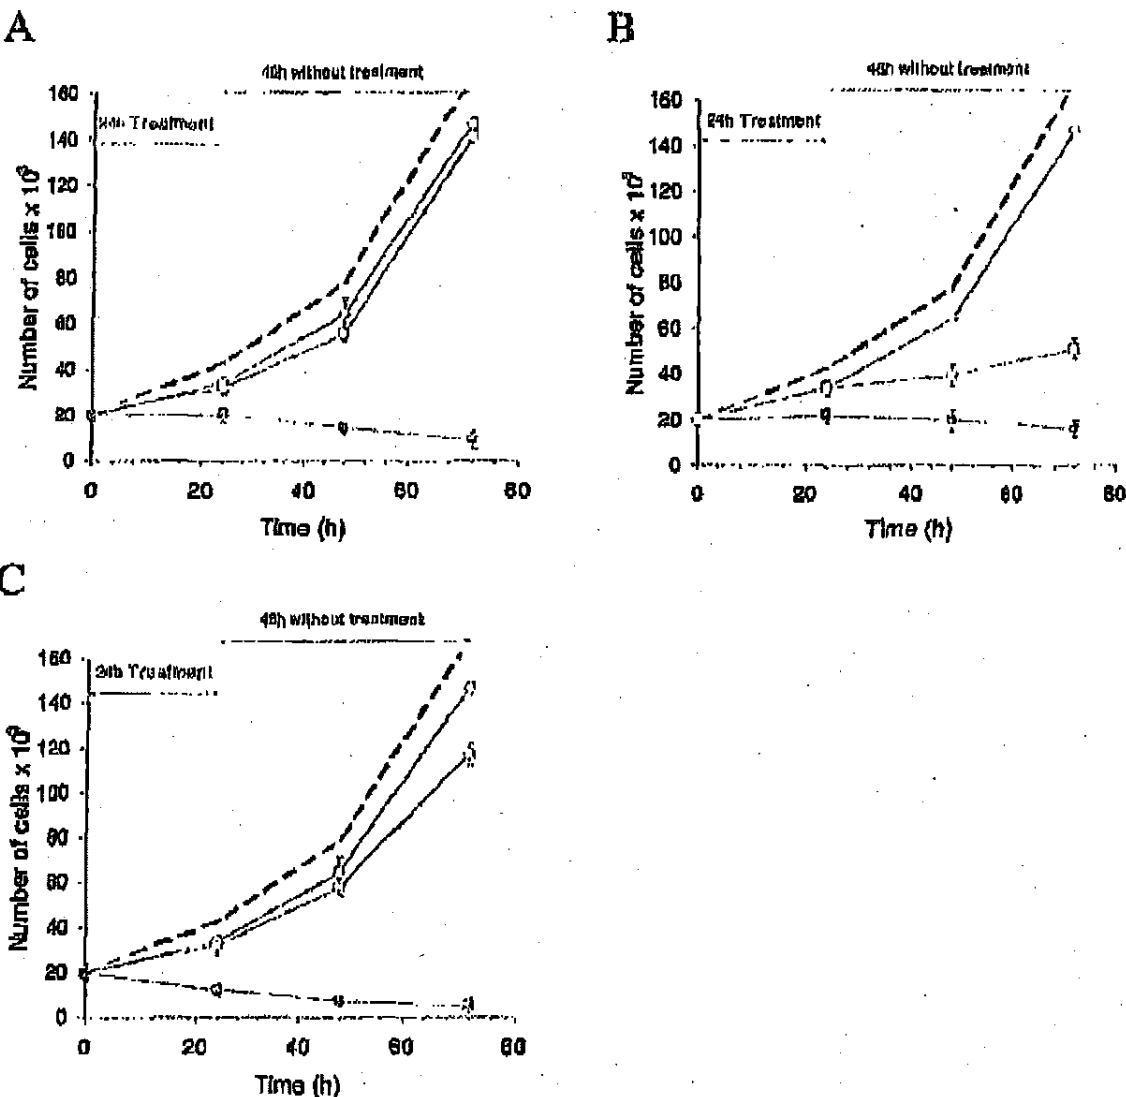 A
48h without treatment
24h Treatment
160
140
120
100
80
60
40
20
0
Number of cells x 10³
0 20 40 60 80
Time (h)
B
48h without treatment
24h Treatment
160
140
120
100
80
60
40
20
0
Number of cells x 10³
0 20 40 60 80
Time (h)
C
48h without treatment
24h Treatment
160
140
120
100
80
60
40
20
0
Number of cells x 10³
0 20 40 60 80
Time (h)